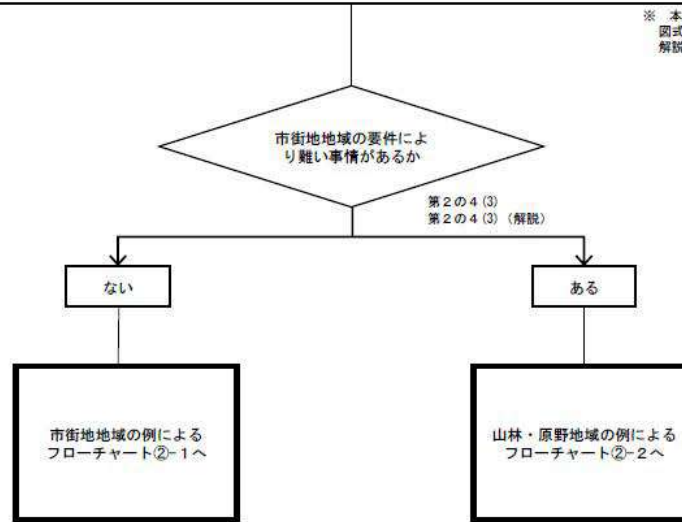 ※ 本
図式
解説
市街地地域の要件によ
り難い事情があるか
第2の4(3)
第2の4(3)(解説)
ない
ある
市街地地域の例による
フローチャート②-1へ
山林・原野地域の例による
フローチャート②-2へ